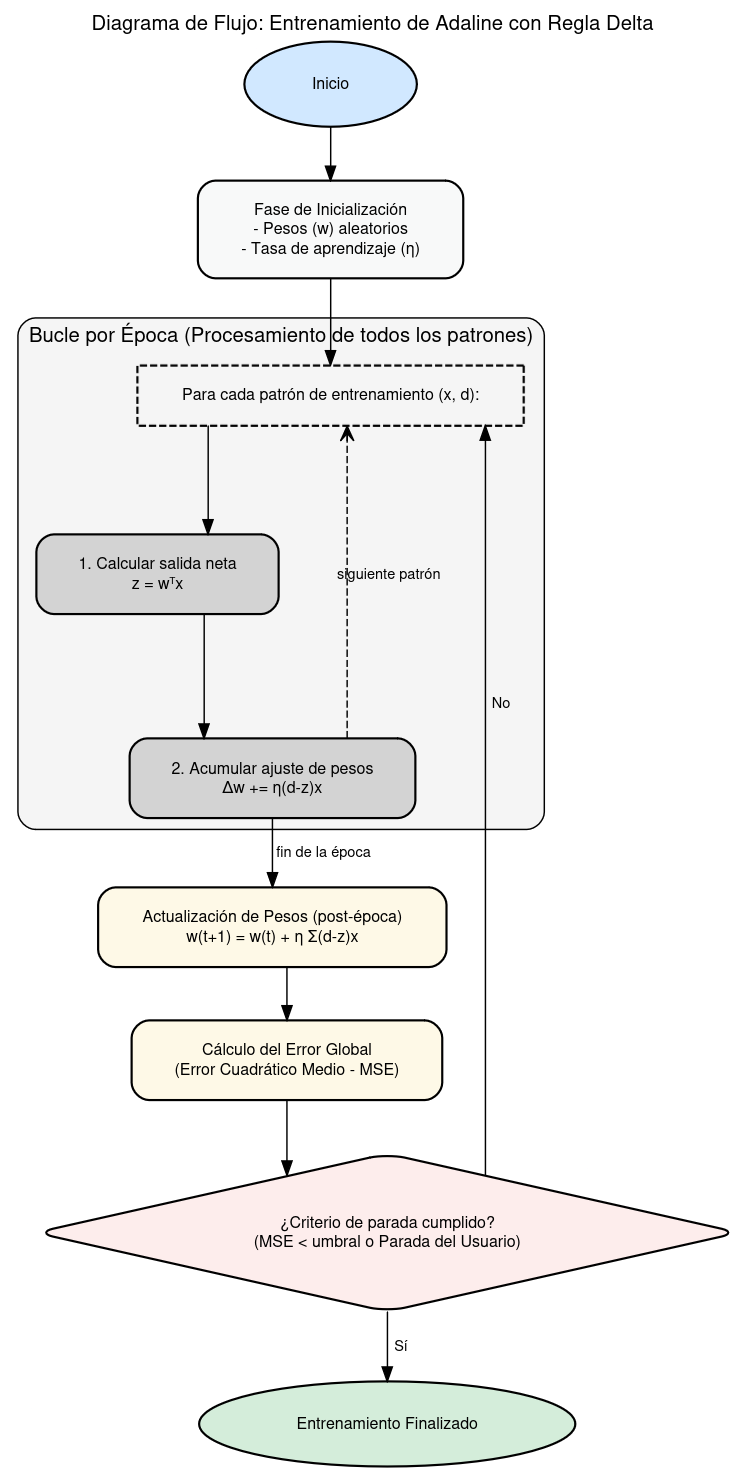 Diagrama de Flujo: Entrenamiento de Adaline con Regla Delta
Inicio
Fase de Inicialización
- Pesos (w) aleatorios
- Tasa de aprendizaje (η)
Bucle por Época (Procesamiento de todos los patrones)
Para cada patrón de entrenamiento (x, d):
1. Calcular salida neta
z = wᵀx
siguiente patrón
No
2. Acumular ajuste de pesos
Δw += η(d-z)x
fin de la época
Actualización de Pesos (post-época)
w(t+1) = w(t) + η Σ(d-z)x
Cálculo del Error Global
(Error Cuadrático Medio - MSE)
¿Criterio de parada cumplido?
(MSE < umbral o Parada del Usuario)
Sí
Entrenamiento Finalizado